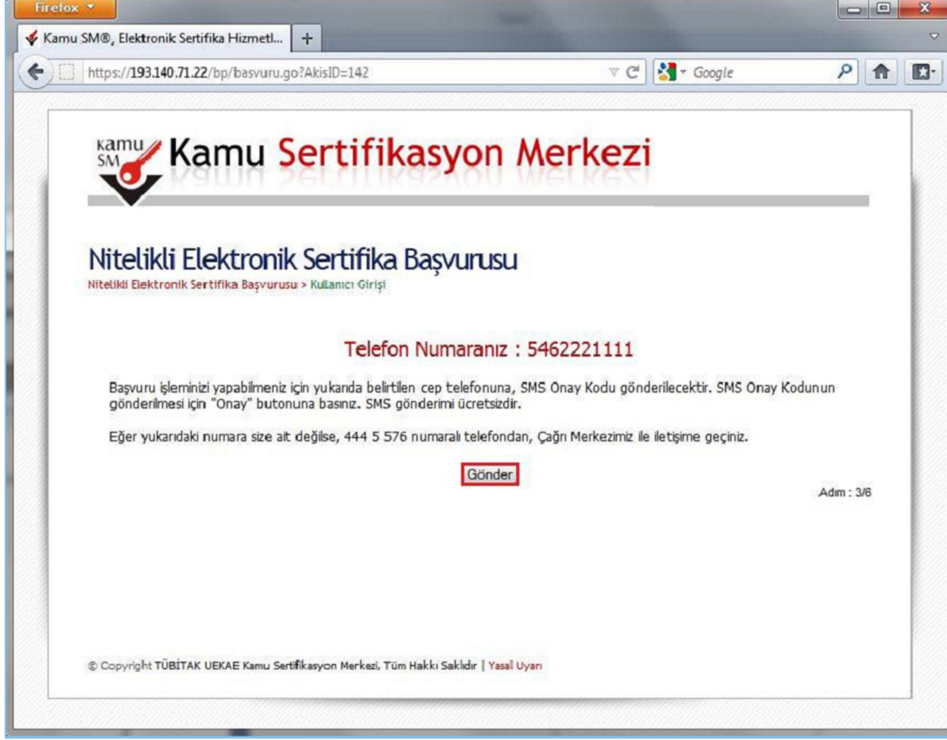 Firefox
Kamu SM®, Elektronik Sertifika Hizmetl...
https://193.140.71.22/bp/basvuru.go?AkisID=142
Google
kamu
SM
Kamu Sertifikasyon Merkezi
Nitelikli Elektronik Sertifika Başvurusu
Nitelikli Elektronik Sertifika Başvurusu > Kullanıcı Girişi
Telefon Numaranız : 5462221111
Başvuru işleminizi yapabilmeniz için yukarıda belirtilen cep telefonuna, SMS Onay Kodu gönderilecektir. SMS Onay Kodunun
gönderilmesi için "Onay" butonuna basınız. SMS gönderimi ücretsizdir.
Eğer yukarıdaki numara size ait değilse, 444 5 576 numaralı telefondan, Çağrı Merkezimiz ile iletişime geçiniz.
Gönder
Adım : 3/6
© Copyright TÜBİTAK UEKAE Kamu Sertifikasyon Merkezi, Tüm Hakkı Saklıdır | Yasal Uyarı